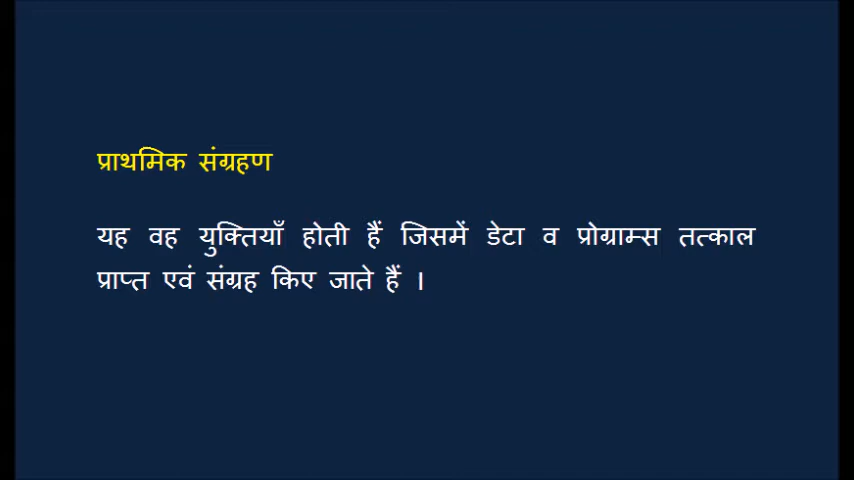 प्राथमिक संग्रहण
यह वह युक्तियाँ होती हैं जिसमें डेटा व प्रोग्राम्स तत्काल
प्राप्त एवं संग्रह किए जाते हैं ।